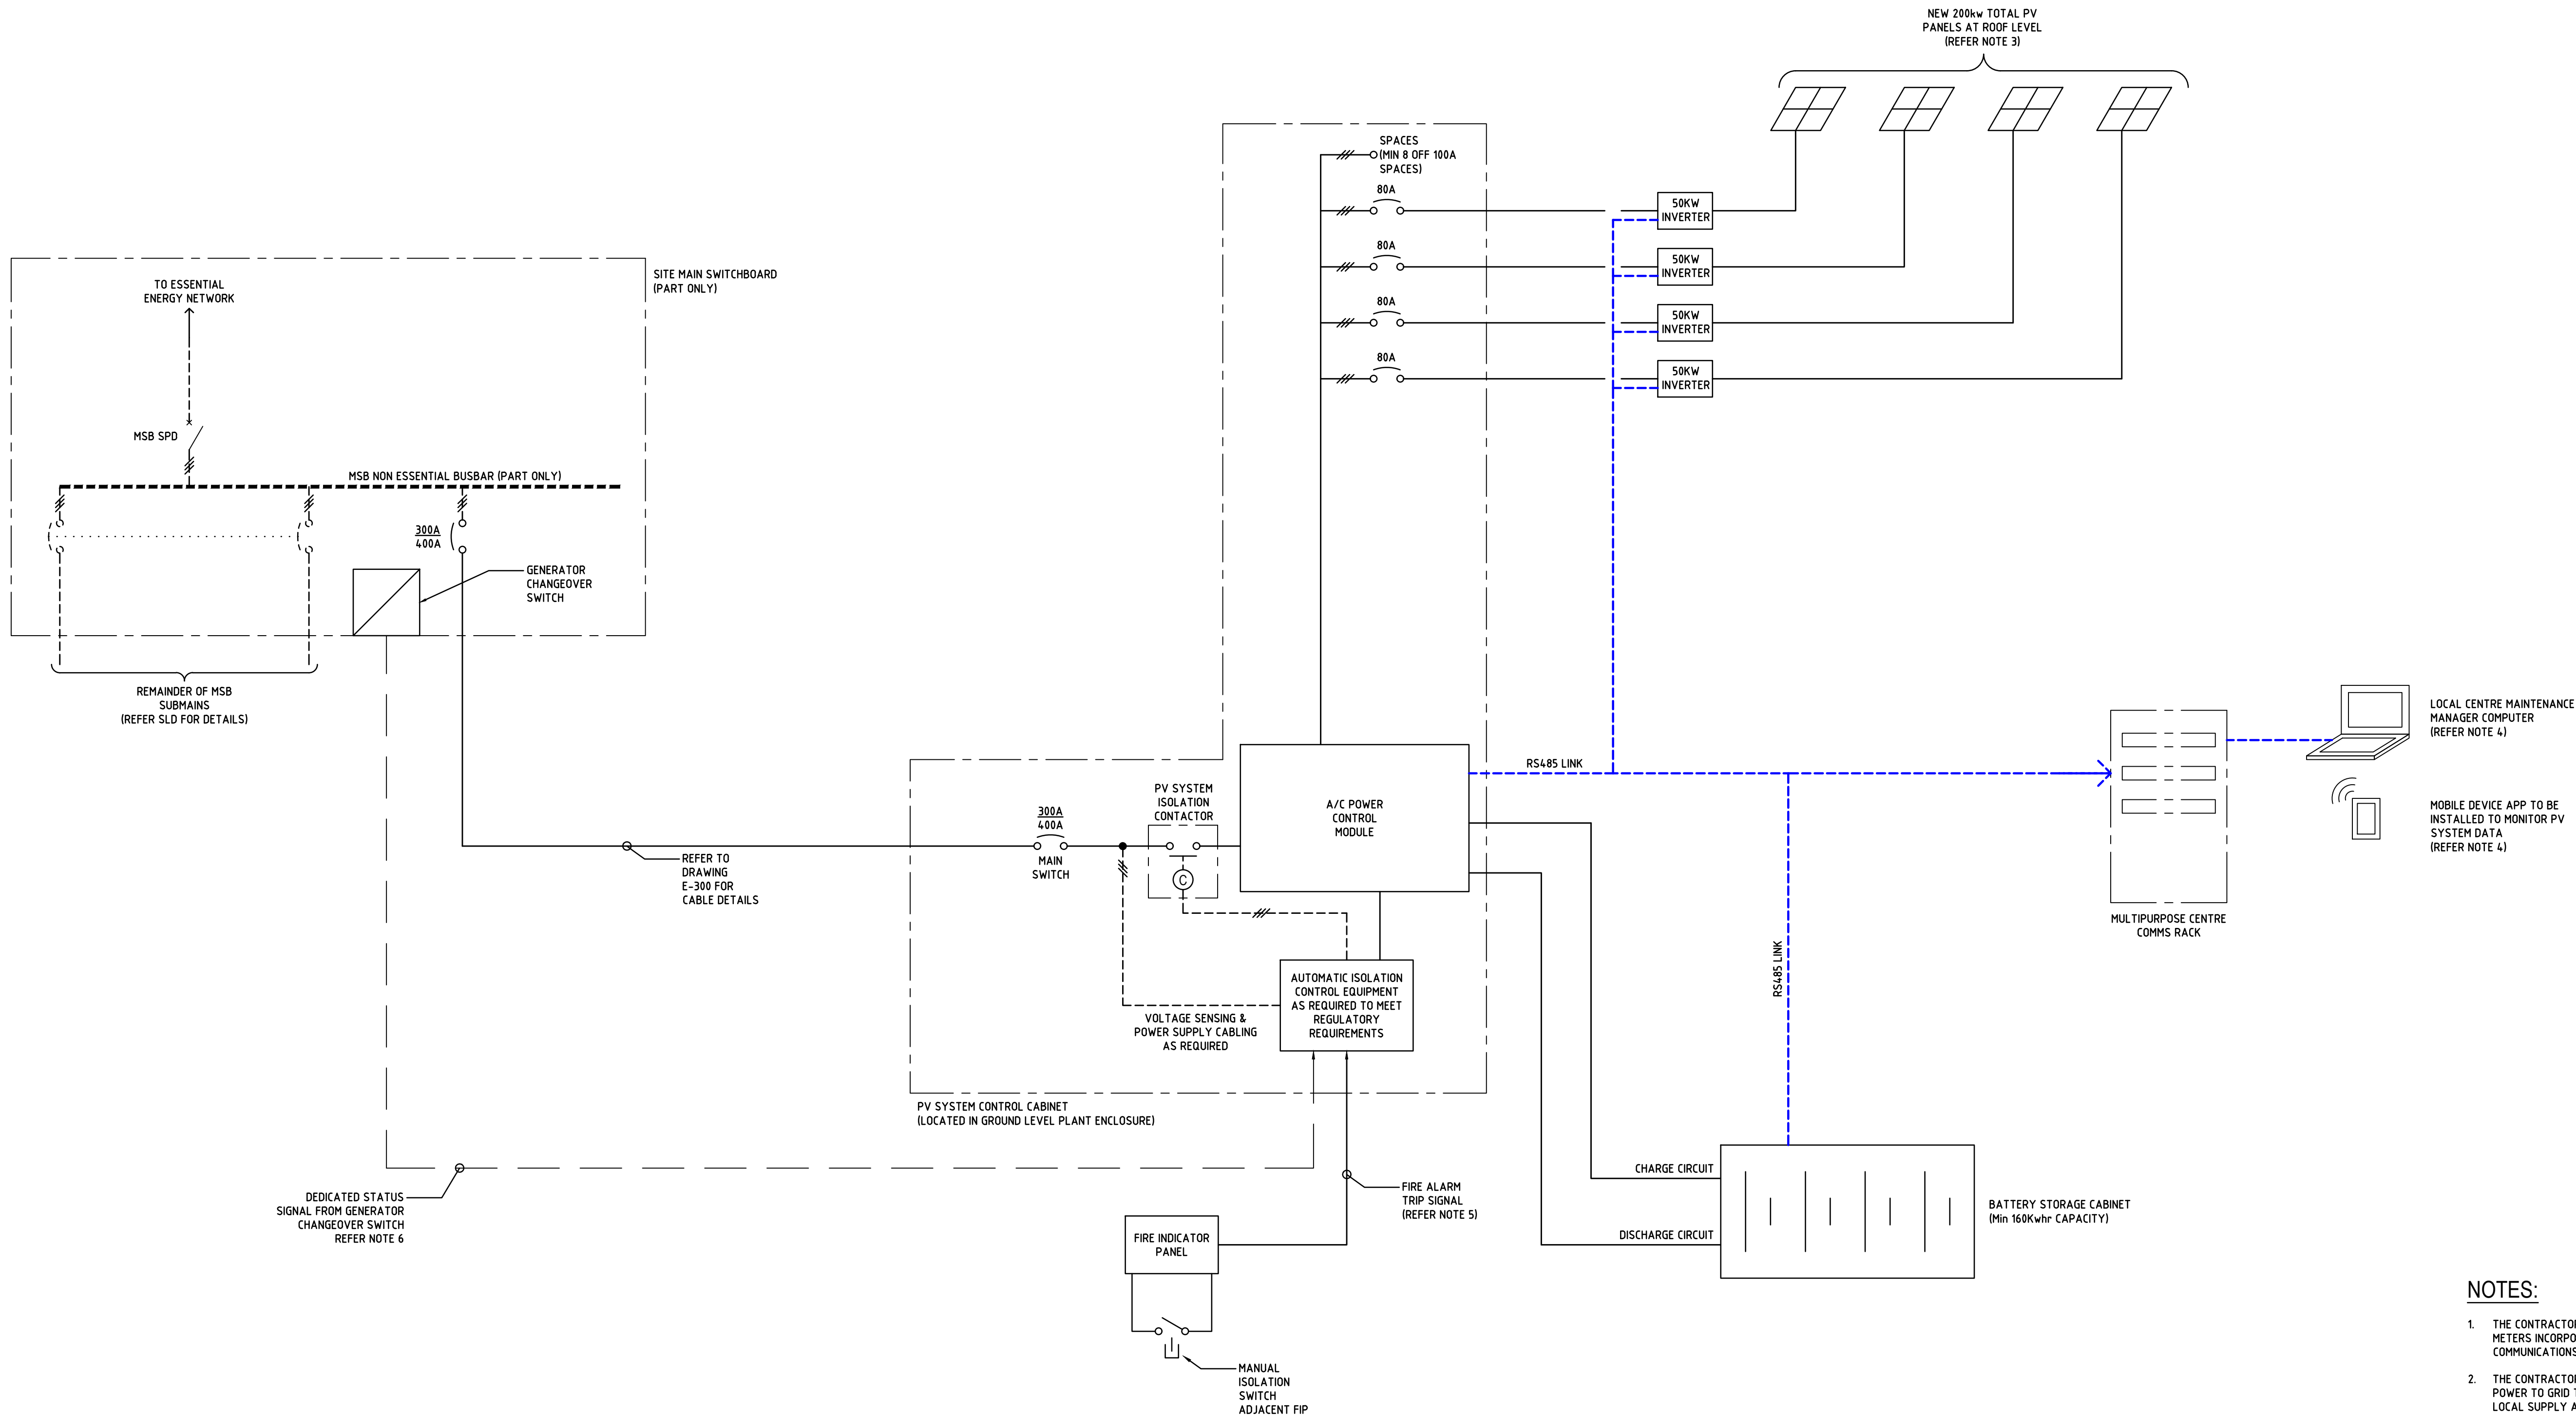 NEW 200kw TOTAL PV
PANELS AT ROOF LEVEL
(REFER NOTE 3)
SPACES
(MIN 8 OFF 100A
SPACES)
80A
50KW
INVERTER
80A
50KW
INVERTER
80A
50KW
INVERTER
80A
50KW
INVERTER
SITE MAIN SWITCHBOARD
(PART ONLY)
TO ESSENTIAL
ENERGY NETWORK
MSB SPD
MSB NON ESSENTIAL BUSBAR (PART ONLY)
300A
400A
GENERATOR
CHANGEOVER
SWITCH
REMAINDER OF MSB
SUBMAINS
(REFER SLD FOR DETAILS)
REFER TO
DRAWING
E-300 FOR
CABLE DETAILS
300A
400A
MAIN
SWITCH
PV SYSTEM
ISOLATION
CONTACTOR
C
A/C POWER
CONTROL
MODULE
RS485 LINK
LOCAL CENTRE MAINTENANCE
MANAGER COMPUTER
(REFER NOTE 4)
MOBILE DEVICE APP TO BE
INSTALLED TO MONITOR PV
SYSTEM DATA
(REFER NOTE 4)
MULTIPURPOSE CENTRE
COMMS RACK
RS485 LINK
AUTOMATIC ISOLATION
CONTROL EQUIPMENT
AS REQUIRED TO MEET
REGULATORY
REQUIREMENTS
VOLTAGE SENSING &
POWER SUPPLY CABLING
AS REQUIRED
PV SYSTEM CONTROL CABINET
(LOCATED IN GROUND LEVEL PLANT ENCLOSURE)
DEDICATED STATUS
SIGNAL FROM GENERATOR
CHANGEOVER SWITCH
REFER NOTE 6
FIRE ALARM
TRIP SIGNAL
(REFER NOTE 5)
FIRE INDICATOR
PANEL
MANUAL
ISOLATION
SWITCH
ADJACENT FIP
CHARGE CIRCUIT
DISCHARGE CIRCUIT
BATTERY STORAGE CABINET
(Min 160Kwhr CAPACITY)
NOTES:
1. THE CONTRACTO
METERS INCORPO
COMMUNICATIONS
2. THE CONTRACTO
POWER TO GRID T
LOCAL SUPPLY A